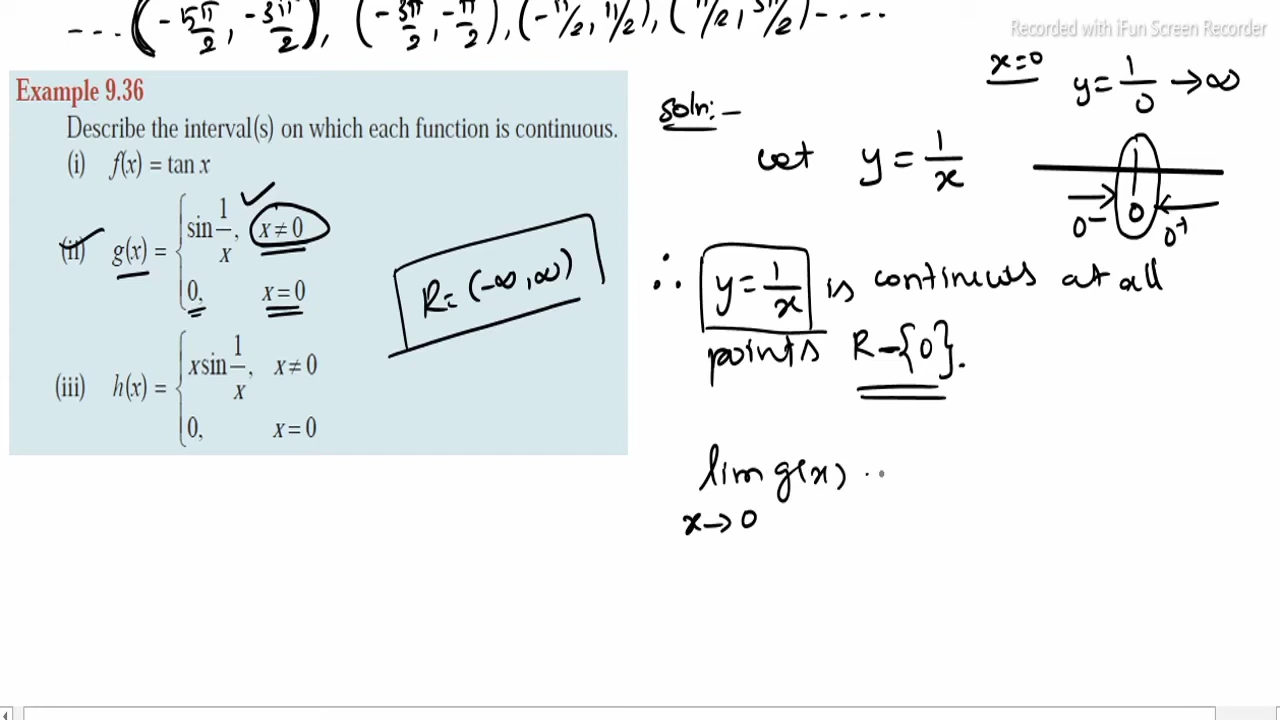 --- (-5π/2, -3π/2), (-3π/2, -π/2), (-π/2, π/2), (π/2, 3π/2) ----
Recorded with iFun Screen Recorder
Example 9.36
Describe the interval(s) on which each function is continuous.
(i) f(x) = tan x
(ii) g(x) = { sin 1/x, x ≠ 0
0, x = 0
(iii) h(x) = { x sin 1/x, x ≠ 0
0, x = 0
R = (-∞, ∞)
x=0 y = 1/0 → ∞
soln:-
Let y = 1/x
0- 0 0+
∴ y = 1/x is continuous at all
points R-{0}.
lim g(x)
x→0